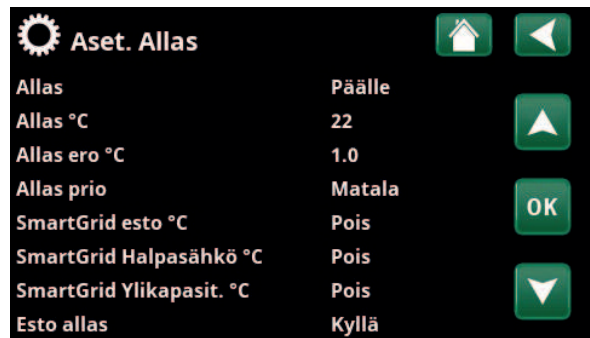 Aset. Allas
Allas Päälle
Allas °C 22
Allas ero °C 1.0
Allas prio Matala
SmartGrid esto °C Pois
SmartGrid Halpasähkö °C Pois
SmartGrid Ylikapasit. °C Pois
Esto allas Kyllä
OK